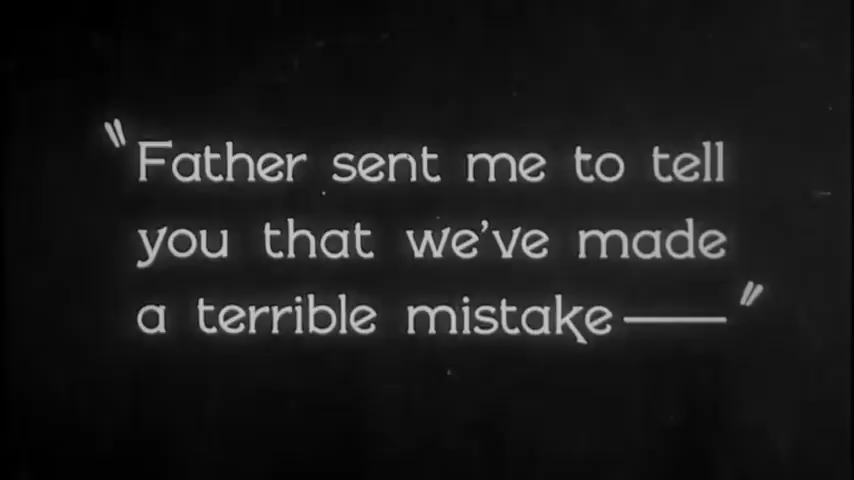 "Father sent me to tell
you that we've made
a terrible mistake——"